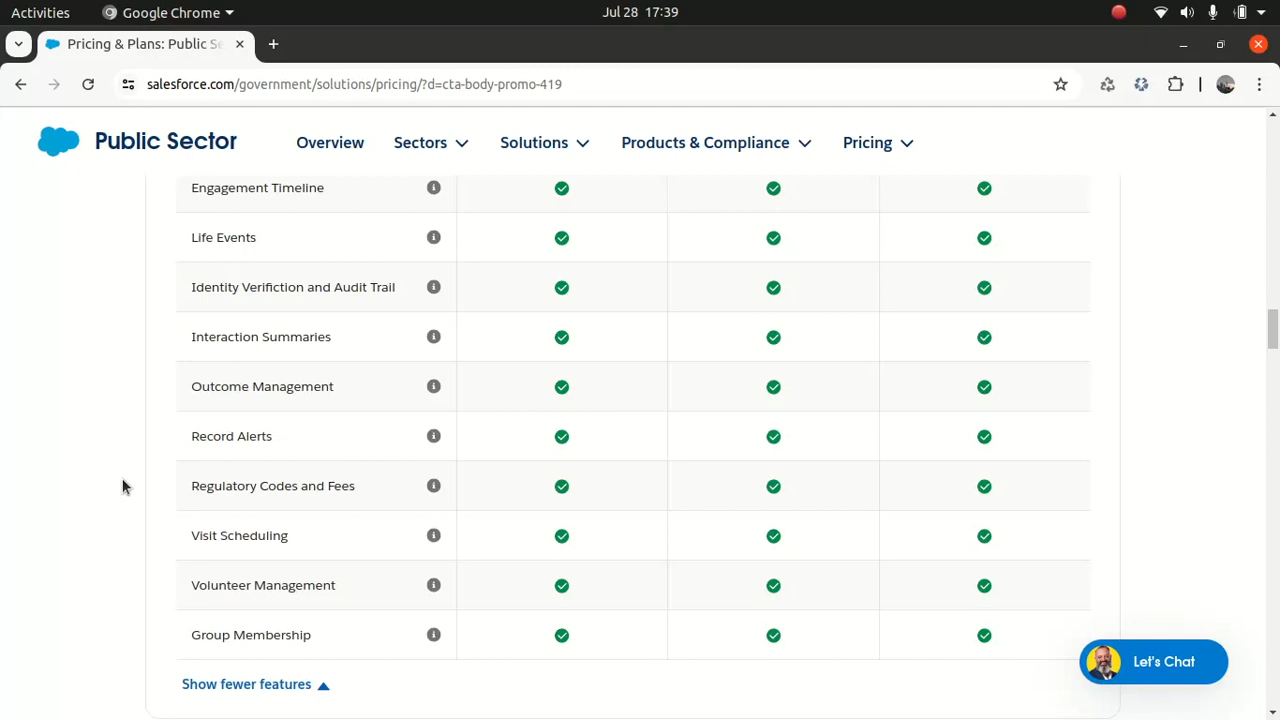 Activities Google Chrome Jul 28 17:39
Pricing & Plans: Public Se
salesforce.com/government/solutions/pricing/?d=cta-body-promo-419
Public Sector Overview Sectors Solutions Products & Compliance Pricing
Engagement Timeline
Life Events
Identity Verifiction and Audit Trail
Interaction Summaries
Outcome Management
Record Alerts
Regulatory Codes and Fees
Visit Scheduling
Volunteer Management
Group Membership
Let's Chat
Show fewer features